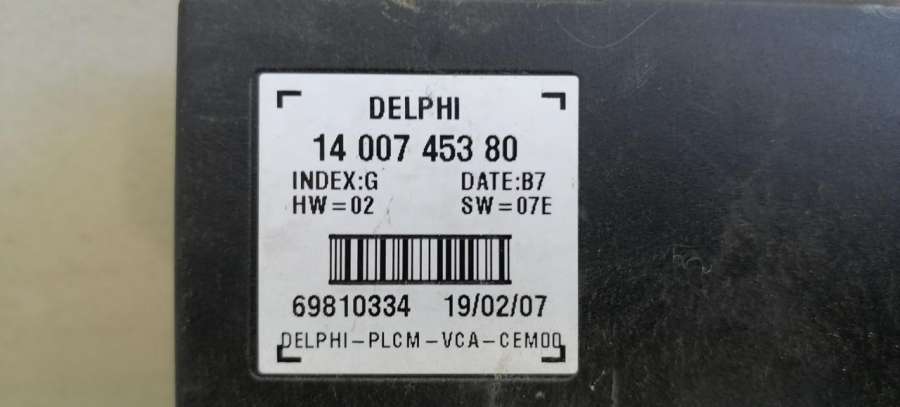 DELPHI
14 007 453 80
INDEX:G DATE:B7
HW=02 SW=07E
69810334 19/02/07
DELPHI-PLCM-VCA-CEM00